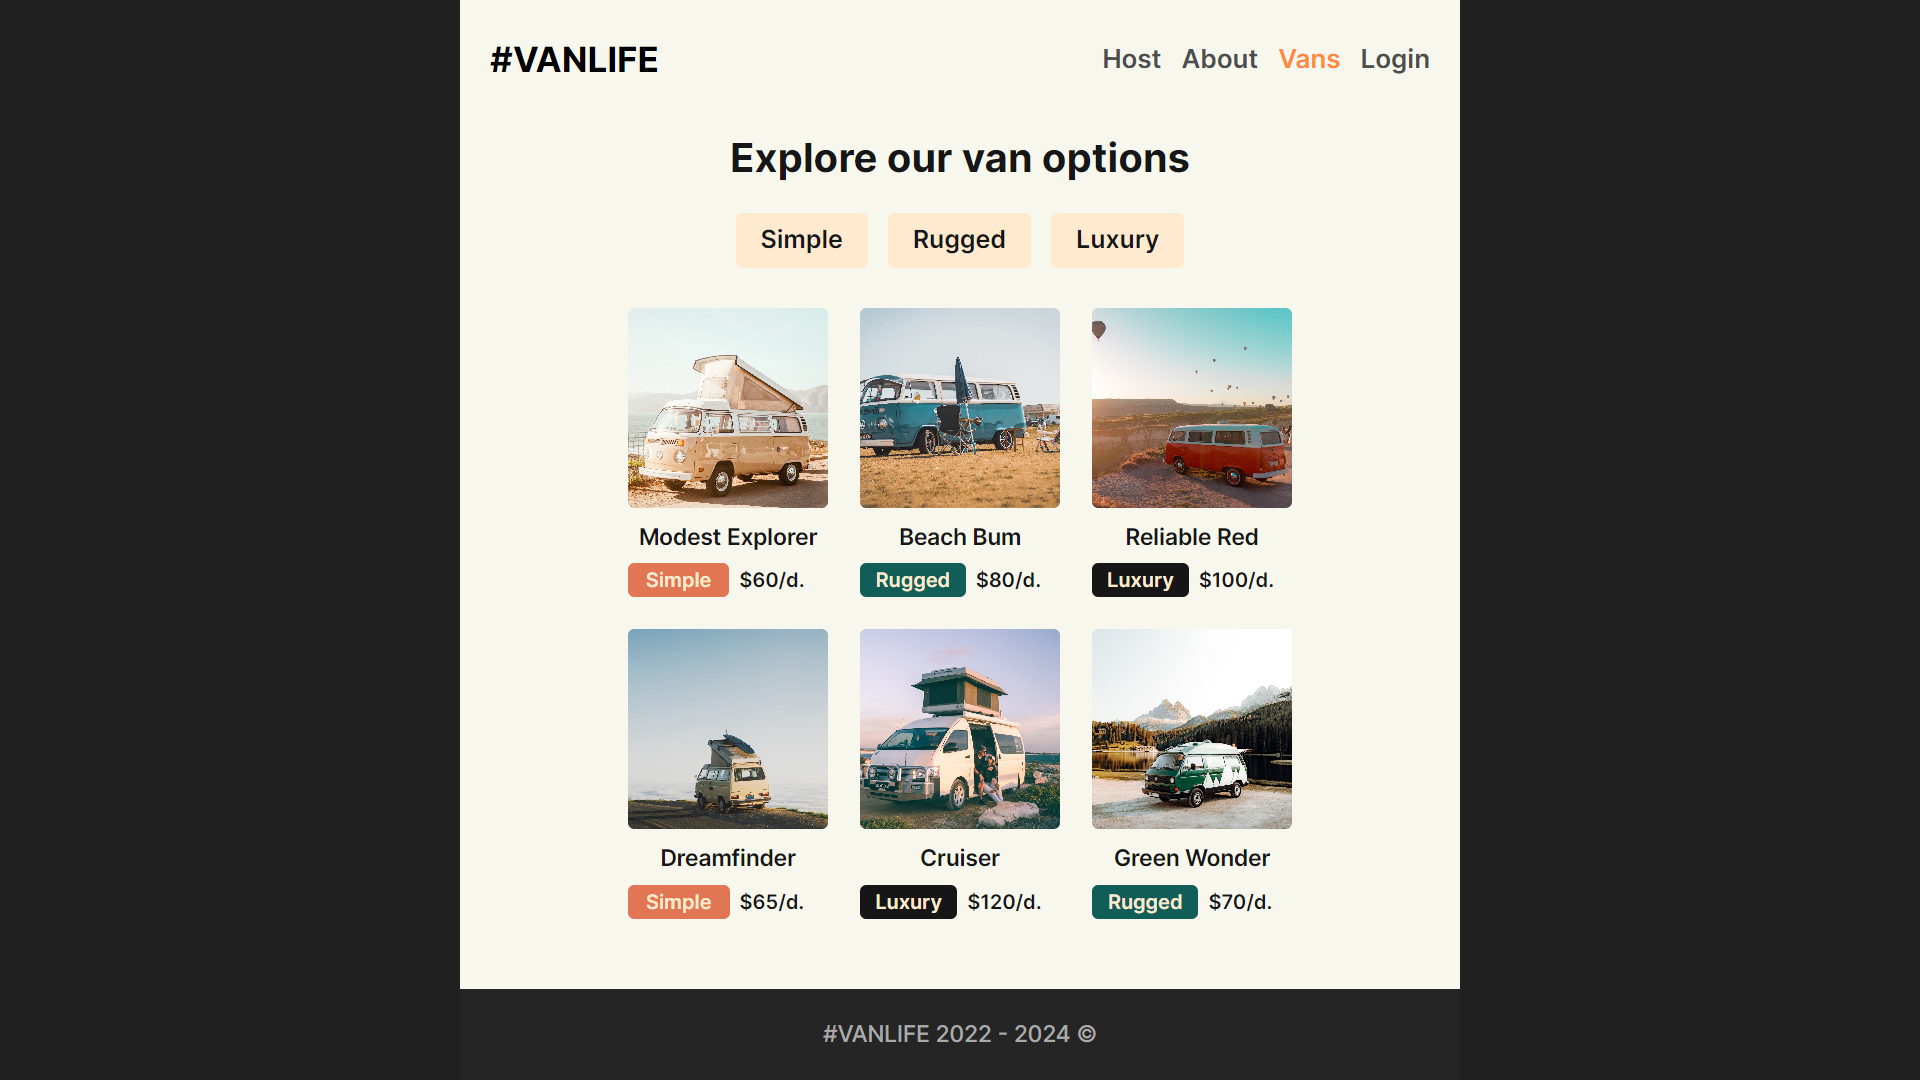 #VANLIFE
Host About Vans Login
Explore our van options
Simple Rugged Luxury
Modest Explorer Beach Bum Reliable Red
Simple $60/d. Rugged $80/d. Luxury $100/d.
Dreamfinder Cruiser Green Wonder
Simple $65/d. Luxury $120/d. Rugged $70/d.
#VANLIFE 2022 - 2024 ©